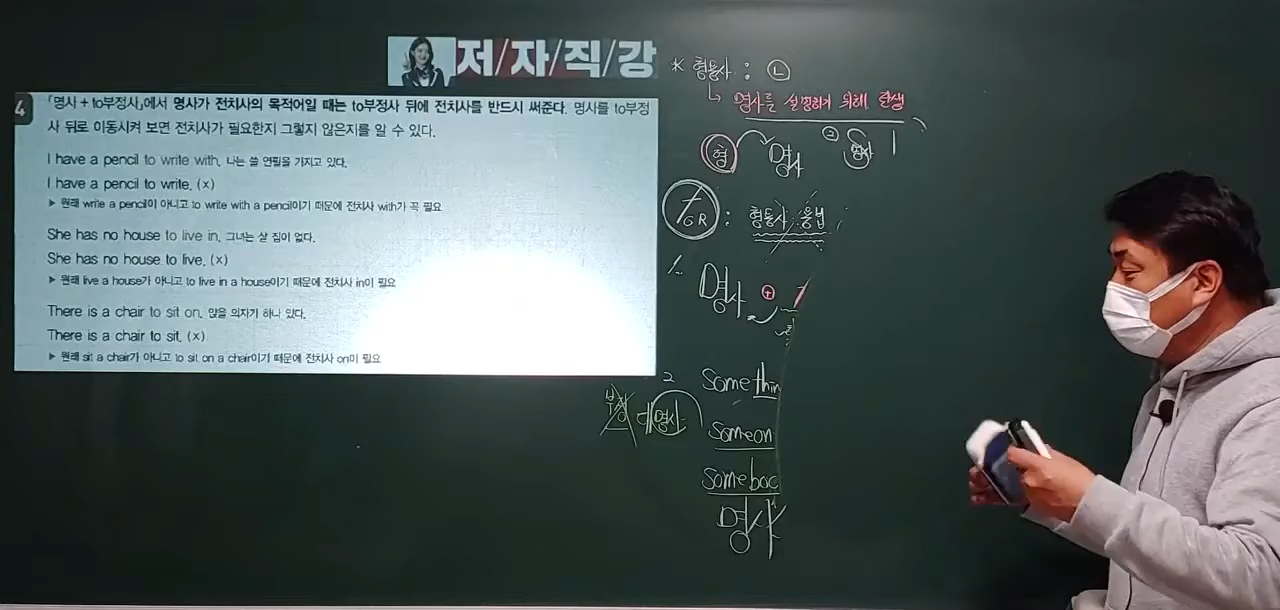 저/자/직/강
4
「명사 + to부정사」에서 명사가 전치사의 목적어일 때는 to부정사 뒤에 전치사를 반드시 써준다. 명사를 to부정
사 뒤로 이동시켜 보면 전치사가 필요한지 그렇지 않은지를 알 수 있다.
I have a pencil to write with. 나는 쓸 연필을 가지고 있다.
I have a pencil to write. (x)
▶ 원래 write a pencil이 아니고 to write with a pencil이기 때문에 전치사 with가 꼭 필요
She has no house to live in. 그녀는 살 집이 없다.
She has no house to live. (x)
▶ 원래 live a house가 아니고 to live in a house이기 때문에 전치사 in이 필요
There is a chair to sit on. 앉을 의자가 하나 있다.
There is a chair to sit. (x)
▶ 원래 sit a chair가 아니고 to sit on a chair이기 때문에 전치사 on이 필요
* 형용사 : ㄴ
명사를 설명하기 위해 탄생
형 명사 명사
GR : 형용사 용법
1. 명사 +
2 somethin
부정 대명사
someon
somebod
명사